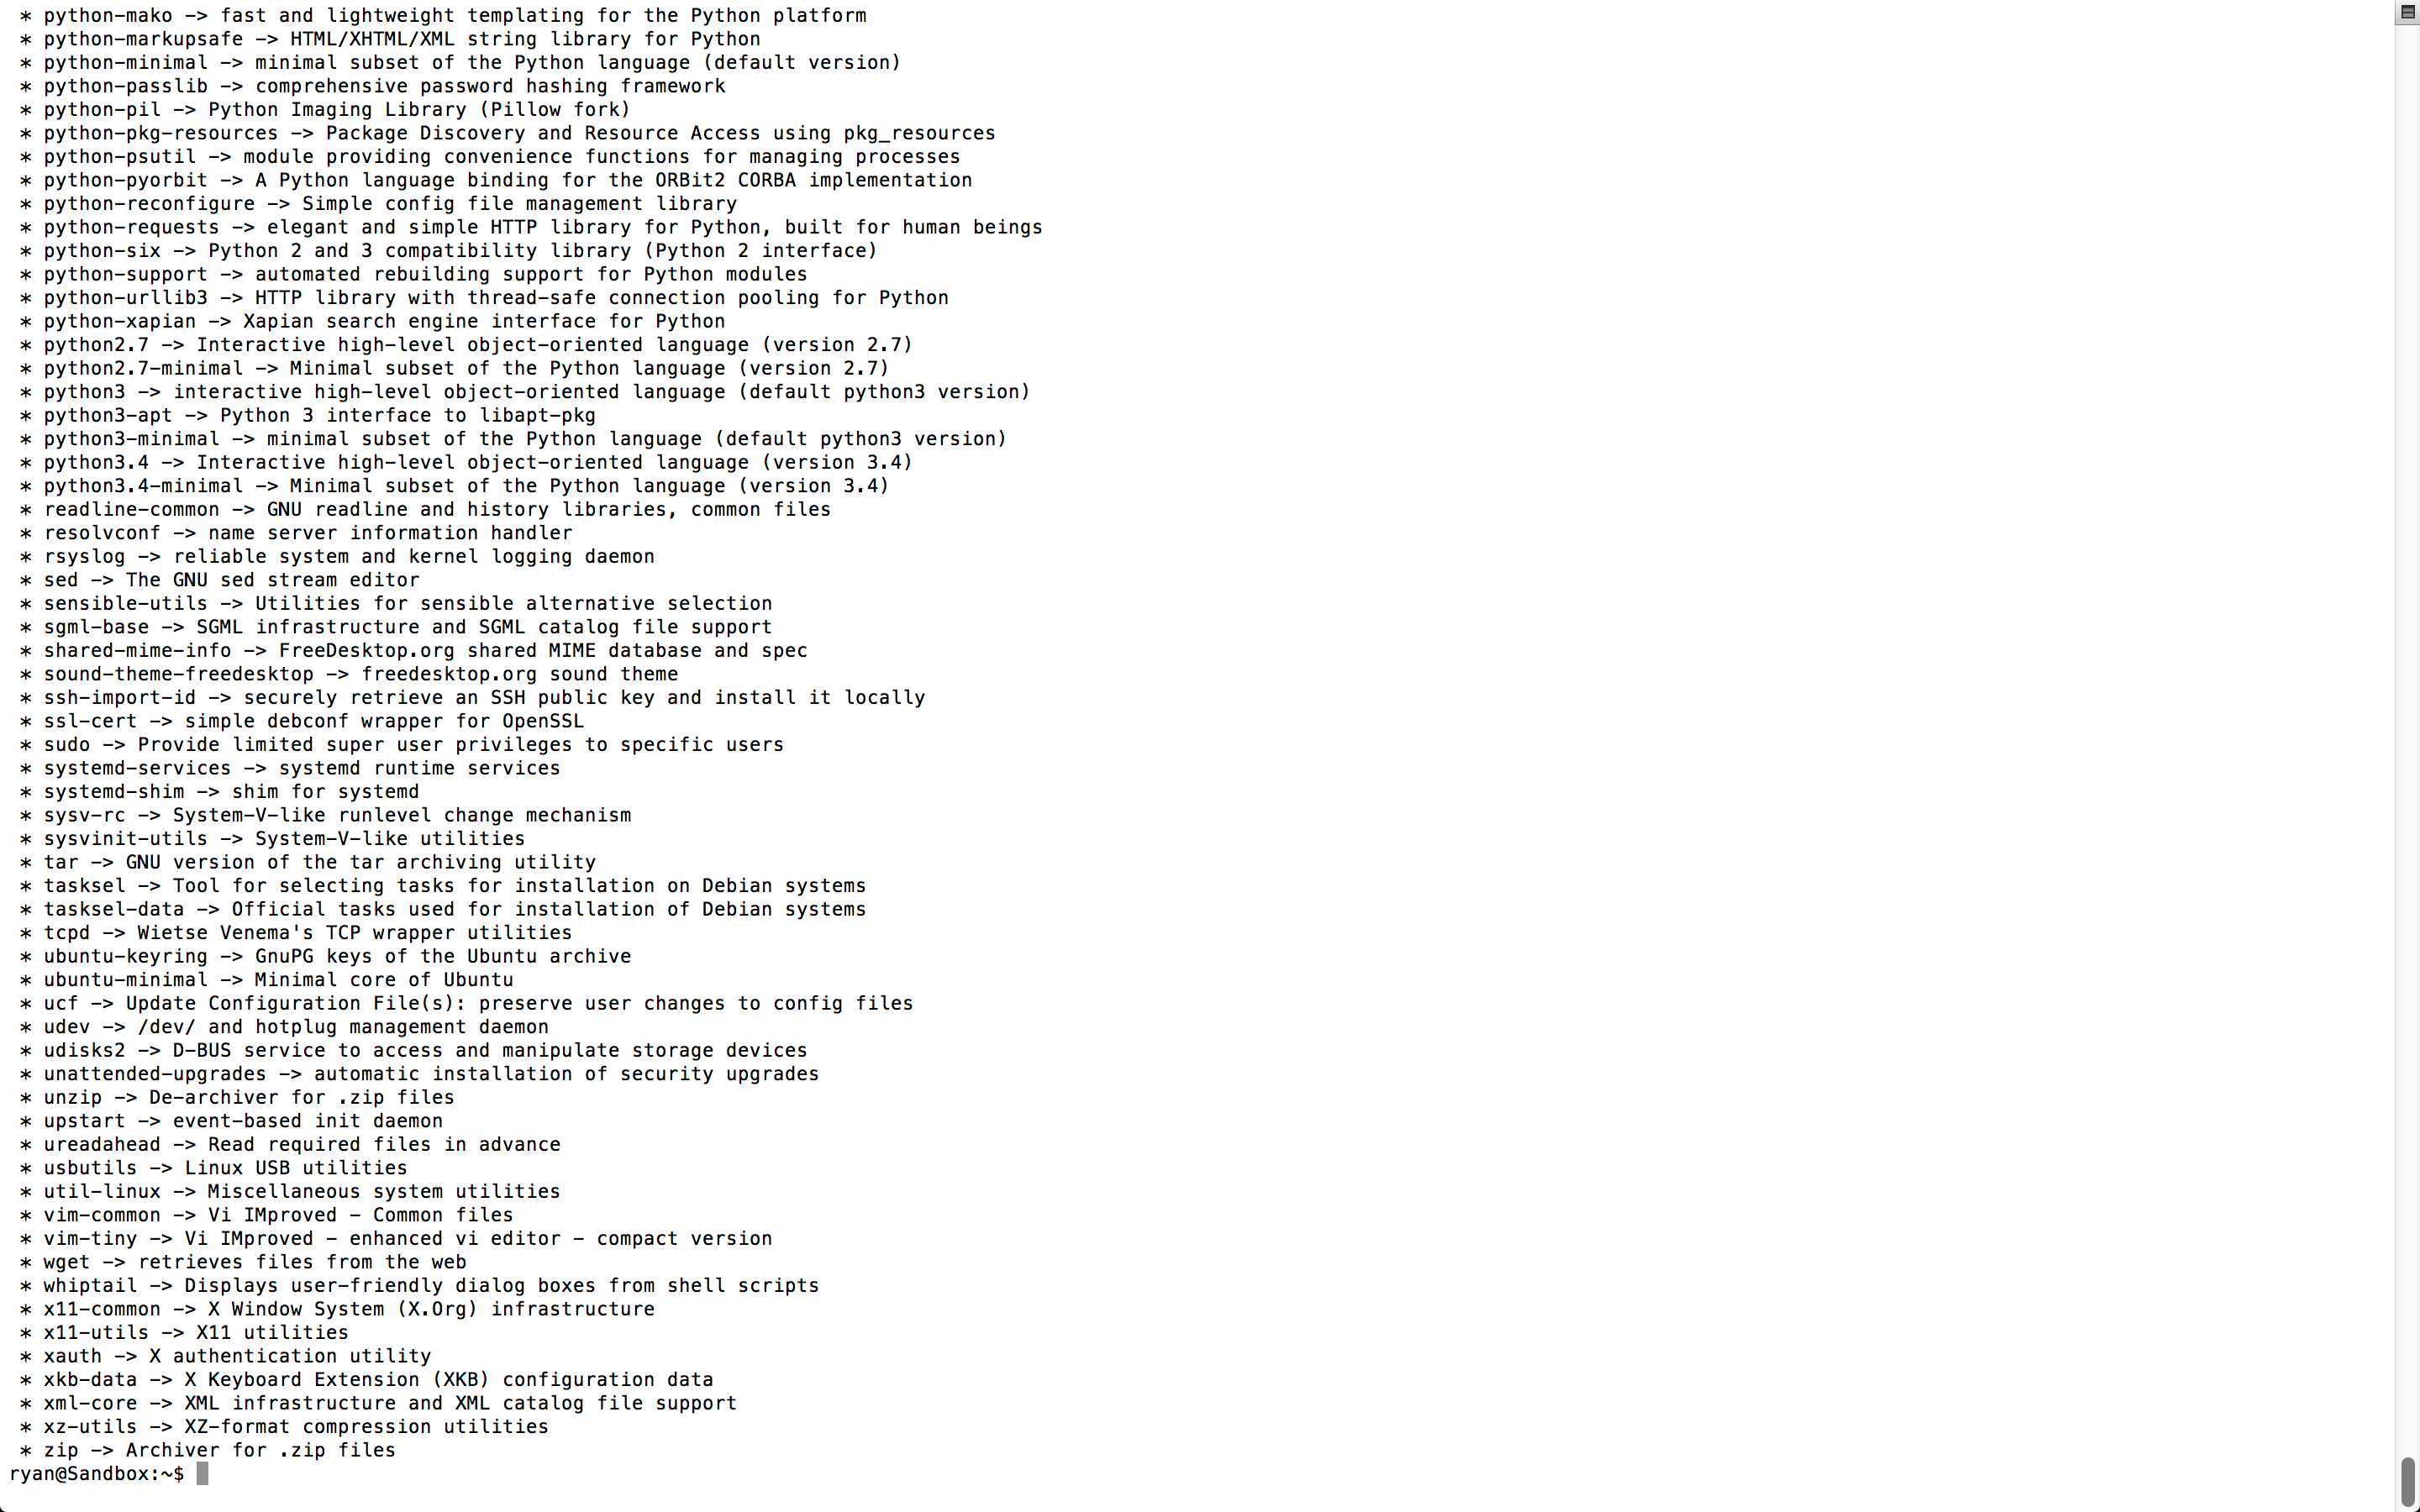 * python-mako -> fast and lightweight templating for the Python platform
* python-markupsafe -> HTML/XHTML/XML string library for Python
* python-minimal -> minimal subset of the Python language (default version)
* python-passlib -> comprehensive password hashing framework
* python-pil -> Python Imaging Library (Pillow fork)
* python-pkg-resources -> Package Discovery and Resource Access using pkg_resources
* python-psutil -> module providing convenience functions for managing processes
* python-pyorbit -> A Python language binding for the ORBit2 CORBA implementation
* python-reconfigure -> Simple config file management library
* python-requests -> elegant and simple HTTP library for Python, built for human beings
* python-six -> Python 2 and 3 compatibility library (Python 2 interface)
* python-support -> automated rebuilding support for Python modules
* python-urllib3 -> HTTP library with thread-safe connection pooling for Python
* python-xapian -> Xapian search engine interface for Python
* python2.7 -> Interactive high-level object-oriented language (version 2.7)
* python2.7-minimal -> Minimal subset of the Python language (version 2.7)
* python3 -> interactive high-level object-oriented language (default python3 version)
* python3-apt -> Python 3 interface to libapt-pkg
* python3-minimal -> minimal subset of the Python language (default python3 version)
* python3.4 -> Interactive high-level object-oriented language (version 3.4)
* python3.4-minimal -> Minimal subset of the Python language (version 3.4)
* readline-common -> GNU readline and history libraries, common files
* resolvconf -> name server information handler
* rsyslog -> reliable system and kernel logging daemon
* sed -> The GNU sed stream editor
* sensible-utils -> Utilities for sensible alternative selection
* sgml-base -> SGML infrastructure and SGML catalog file support
* shared-mime-info -> FreeDesktop.org shared MIME database and spec
* sound-theme-freedesktop -> freedesktop.org sound theme
* ssh-import-id -> securely retrieve an SSH public key and install it locally
* ssl-cert -> simple debconf wrapper for OpenSSL
* sudo -> Provide limited super user privileges to specific users
* systemd-services -> systemd runtime services
* systemd-shim -> shim for systemd
* sysv-rc -> System-V-like runlevel change mechanism
* sysvinit-utils -> System-V-like utilities
* tar -> GNU version of the tar archiving utility
* tasksel -> Tool for selecting tasks for installation on Debian systems
* tasksel-data -> Official tasks used for installation of Debian systems
* tcpd -> Wietse Venema's TCP wrapper utilities
* ubuntu-keyring -> GnuPG keys of the Ubuntu archive
* ubuntu-minimal -> Minimal core of Ubuntu
* ucf -> Update Configuration File(s): preserve user changes to config files
* udev -> /dev/ and hotplug management daemon
* udisks2 -> D-BUS service to access and manipulate storage devices
* unattended-upgrades -> automatic installation of security upgrades
* unzip -> De-archiver for .zip files
* upstart -> event-based init daemon
* ureadahead -> Read required files in advance
* usbutils -> Linux USB utilities
* util-linux -> Miscellaneous system utilities
* vim-common -> Vi IMproved - Common files
* vim-tiny -> Vi IMproved - enhanced vi editor - compact version
* wget -> retrieves files from the web
* whiptail -> Displays user-friendly dialog boxes from shell scripts
* x11-common -> X Window System (X.Org) infrastructure
* x11-utils -> X11 utilities
* xauth -> X authentication utility
* xkb-data -> X Keyboard Extension (XKB) configuration data
* xml-core -> XML infrastructure and XML catalog file support
* xz-utils -> XZ-format compression utilities
* zip -> Archiver for .zip files
ryan@Sandbox:~$